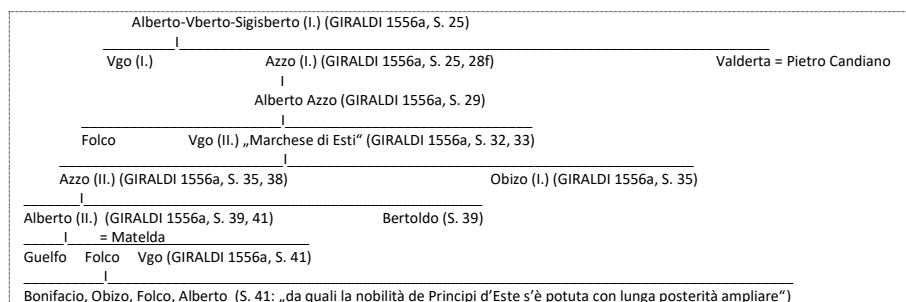 Alberto-Vberto-Sigisberto (I.) (GIRALDI 1556a, S. 25)
I
Vgo (I.) Azzo (I.) (GIRALDI 1556a, S. 25, 28f) Valderta = Pietro Candiano
I
Alberto Azzo (GIRALDI 1556a, S. 29)
I
Folco Vgo (II.) „Marchese di Esti“ (GIRALDI 1556a, S. 32, 33)
I
Azzo (II.) (GIRALDI 1556a, S. 35, 38) Obizo (I.) (GIRALDI 1556a, S. 35)
I
Alberto (II.) (GIRALDI 1556a, S. 39, 41) Bertoldo (S. 39)
I = Matelda
Guelfo Folco Vgo (GIRALDI 1556a, S. 41)
I
Bonifacio, Obizo, Folco, Alberto (S. 41: „da quali la nobilità de Principi d'Este s'è potuta con lunga posterità ampliare“)